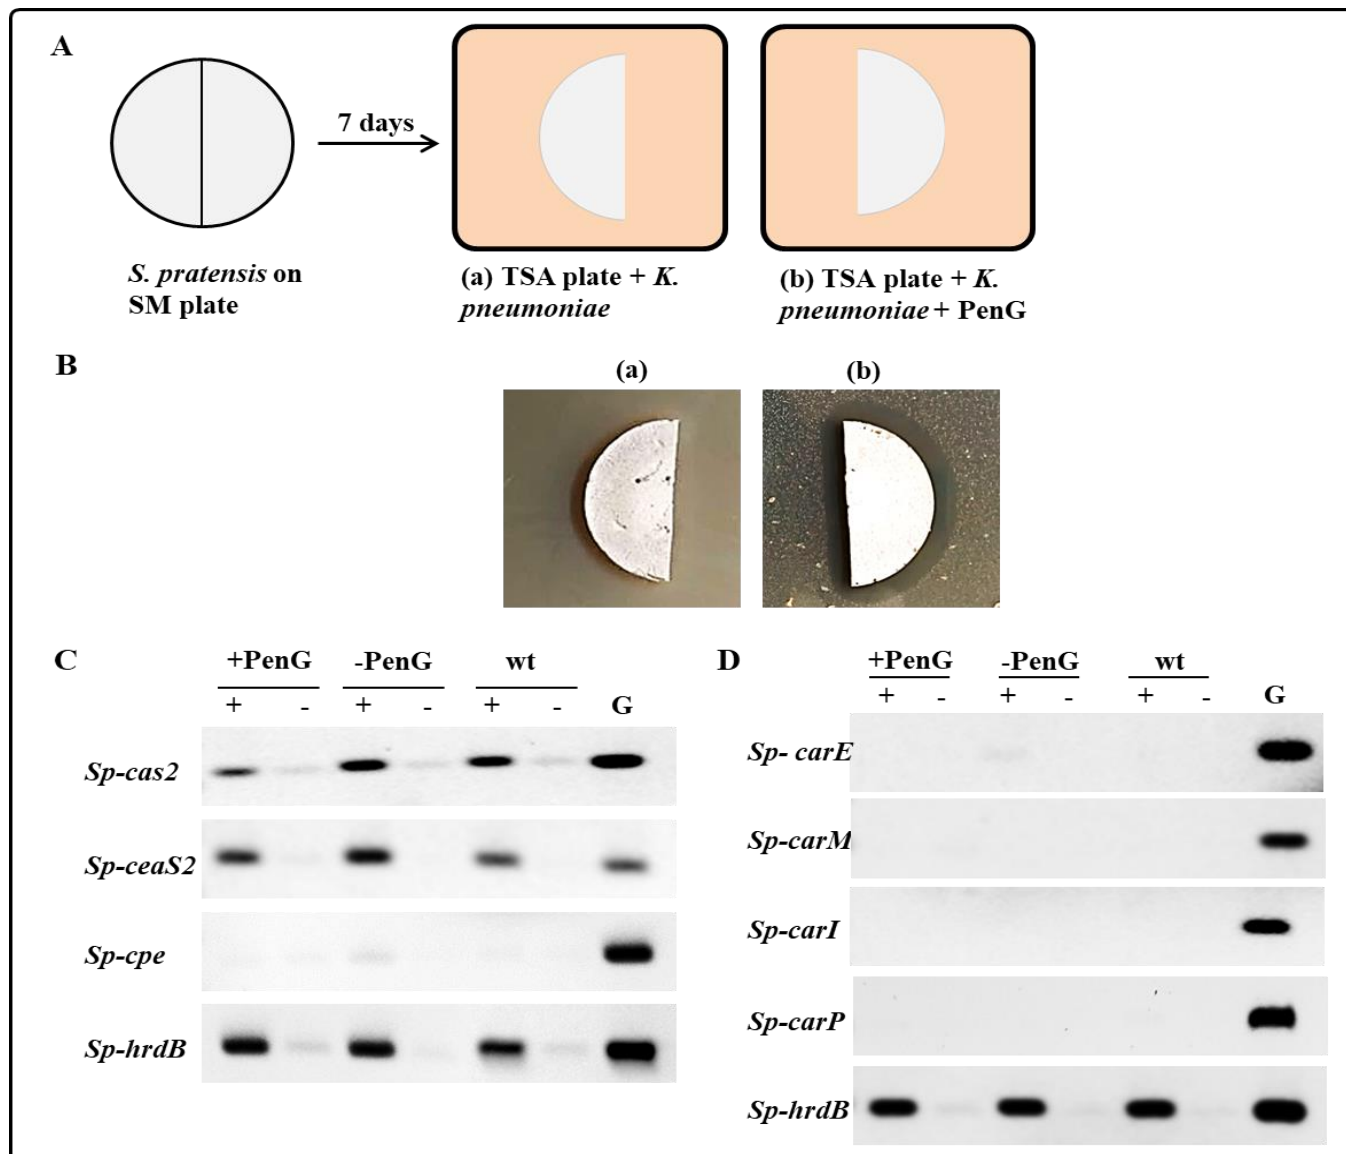 A
7 days
S. pratensis on
SM plate
(a) TSA plate + K.
pneumoniae
(b) TSA plate + K.
pneumoniae + PenG
B
(a)
(b)
C
+PenG
-PenG
wt
+
-
+
-
+
-
G
Sp-cas2
Sp-ceaS2
Sp-cpe
Sp-hrdB
D
+PenG
-PenG
wt
+
-
+
-
+
-
G
Sp- carE
Sp-carM
Sp-carI
Sp-carP
Sp-hrdB